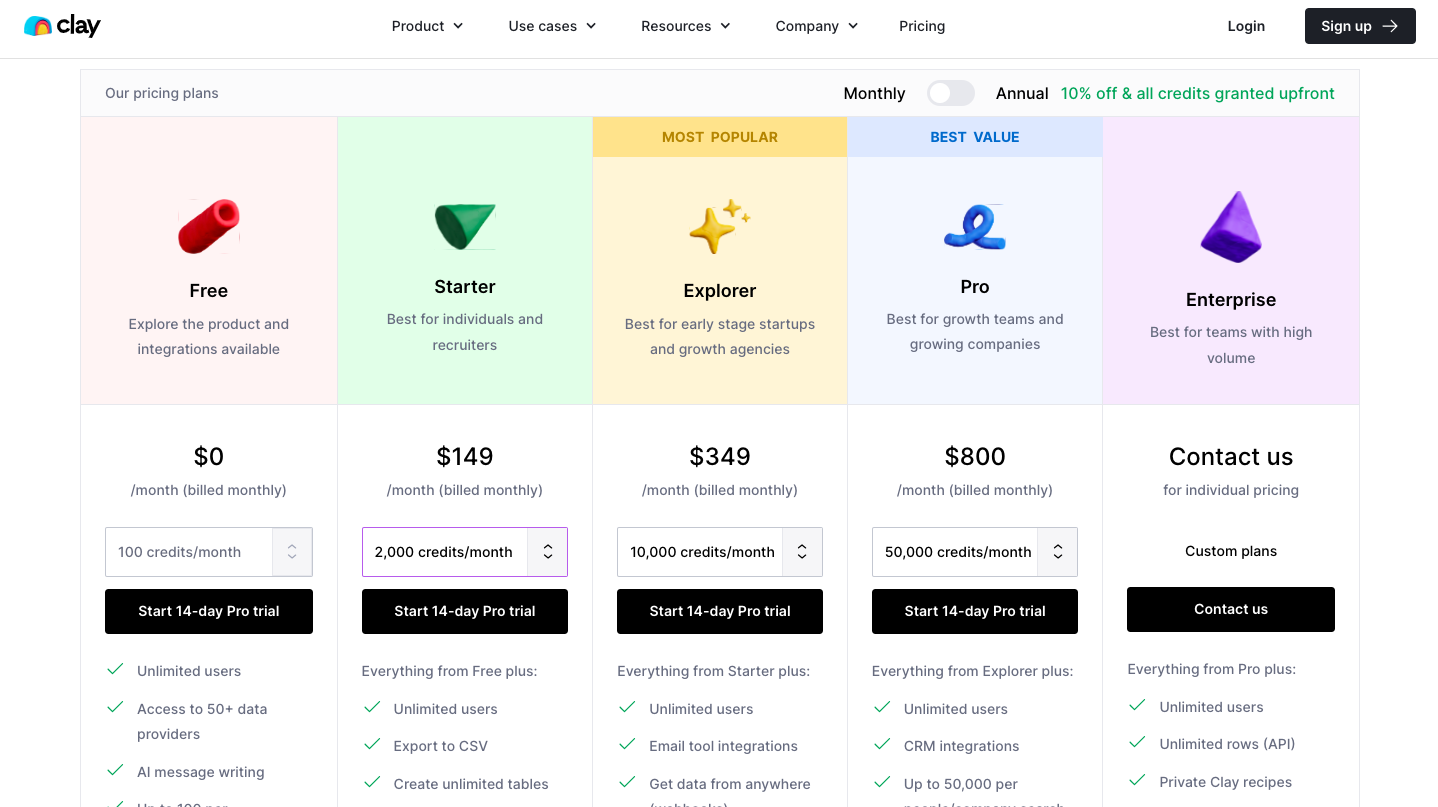 clay
Product
Use cases
Resources
Company
Pricing
Login
Sign up
Our pricing plans
Monthly
Annual
10% off & all credits granted upfront
Free
Explore the product and
integrations available
$0
/month (billed monthly)
100 credits/month
Start 14-day Pro trial
Unlimited users
Access to 50+ data
providers
AI message writing
Up to 100 per
Starter
Best for individuals and
recruiters
$149
/month (billed monthly)
2,000 credits/month
Start 14-day Pro trial
Everything from Free plus:
Unlimited users
Export to CSV
Create unlimited tables
MOST POPULAR
Explorer
Best for early stage startups
and growth agencies
$349
/month (billed monthly)
10,000 credits/month
Start 14-day Pro trial
Everything from Starter plus:
Unlimited users
Email tool integrations
Get data from anywhere
(webhooks)
BEST VALUE
Pro
Best for growth teams and
growing companies
$800
/month (billed monthly)
50,000 credits/month
Start 14-day Pro trial
Everything from Explorer plus:
Unlimited users
CRM integrations
Up to 50,000 per
people/company search
Enterprise
Best for teams with high
volume
Contact us
for individual pricing
Custom plans
Contact us
Everything from Pro plus:
Unlimited users
Unlimited rows (API)
Private Clay recipes